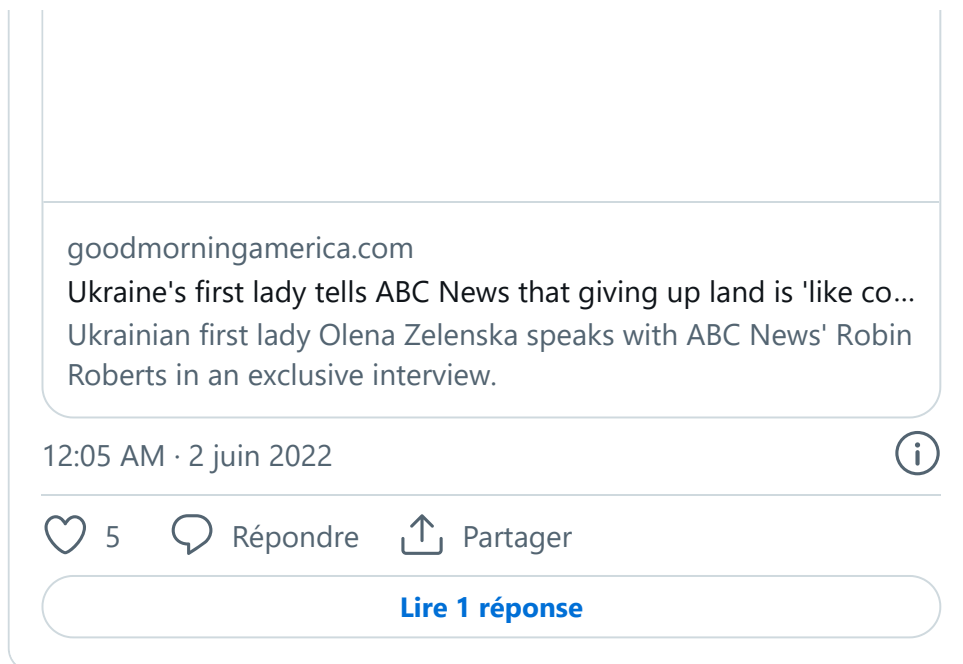 goodmorningamerica.com
Ukraine's first lady tells ABC News that giving up land is 'like co...
Ukrainian first lady Olena Zelenska speaks with ABC News' Robin
Roberts in an exclusive interview.
12:05 AM · 2 juin 2022
5 Répondre Partager
Lire 1 réponse